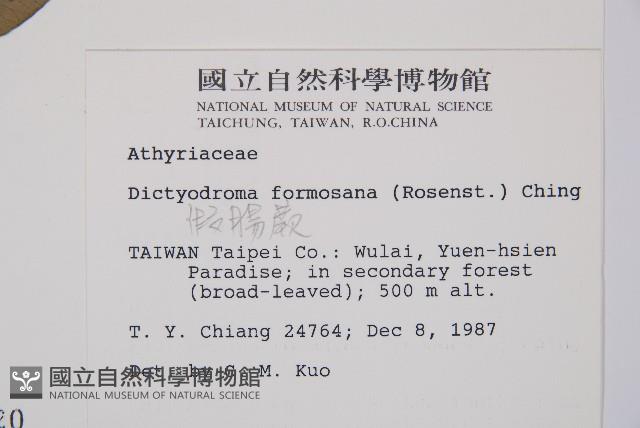 國立自然科學博物館
NATIONAL MUSEUM OF NATURAL SCIENCE
TAICHUNG, TAIWAN, R.O.CHINA
Athyriaceae
Dictyodroma formosana (Rosenst.) Ching
假腸蕨
TAIWAN Taipei Co.: Wulai, Yuen-hsien
Paradise; in secondary forest
(broad-leaved); 500 m alt.
T. Y. Chiang 24764; Dec 8, 1987
Det. by S. M. Kuo
國立自然科學博物館
NATIONAL MUSEUM OF NATURAL SCIENCE
20